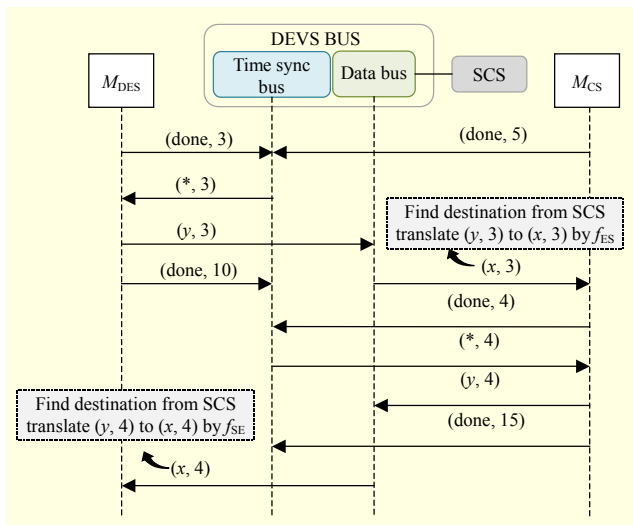 DEVS BUS
M_DES
Time sync
bus
Data bus
SCS
M_CS
(done, 3)
(done, 5)
(*, 3)
Find destination from SCS
translate (y, 3) to (x, 3) by f_ES
(y, 3)
(x, 3)
(done, 10)
(done, 4)
(*, 4)
(y, 4)
Find destination from SCS
translate (y, 4) to (x, 4) by f_SE
(done, 15)
(x, 4)